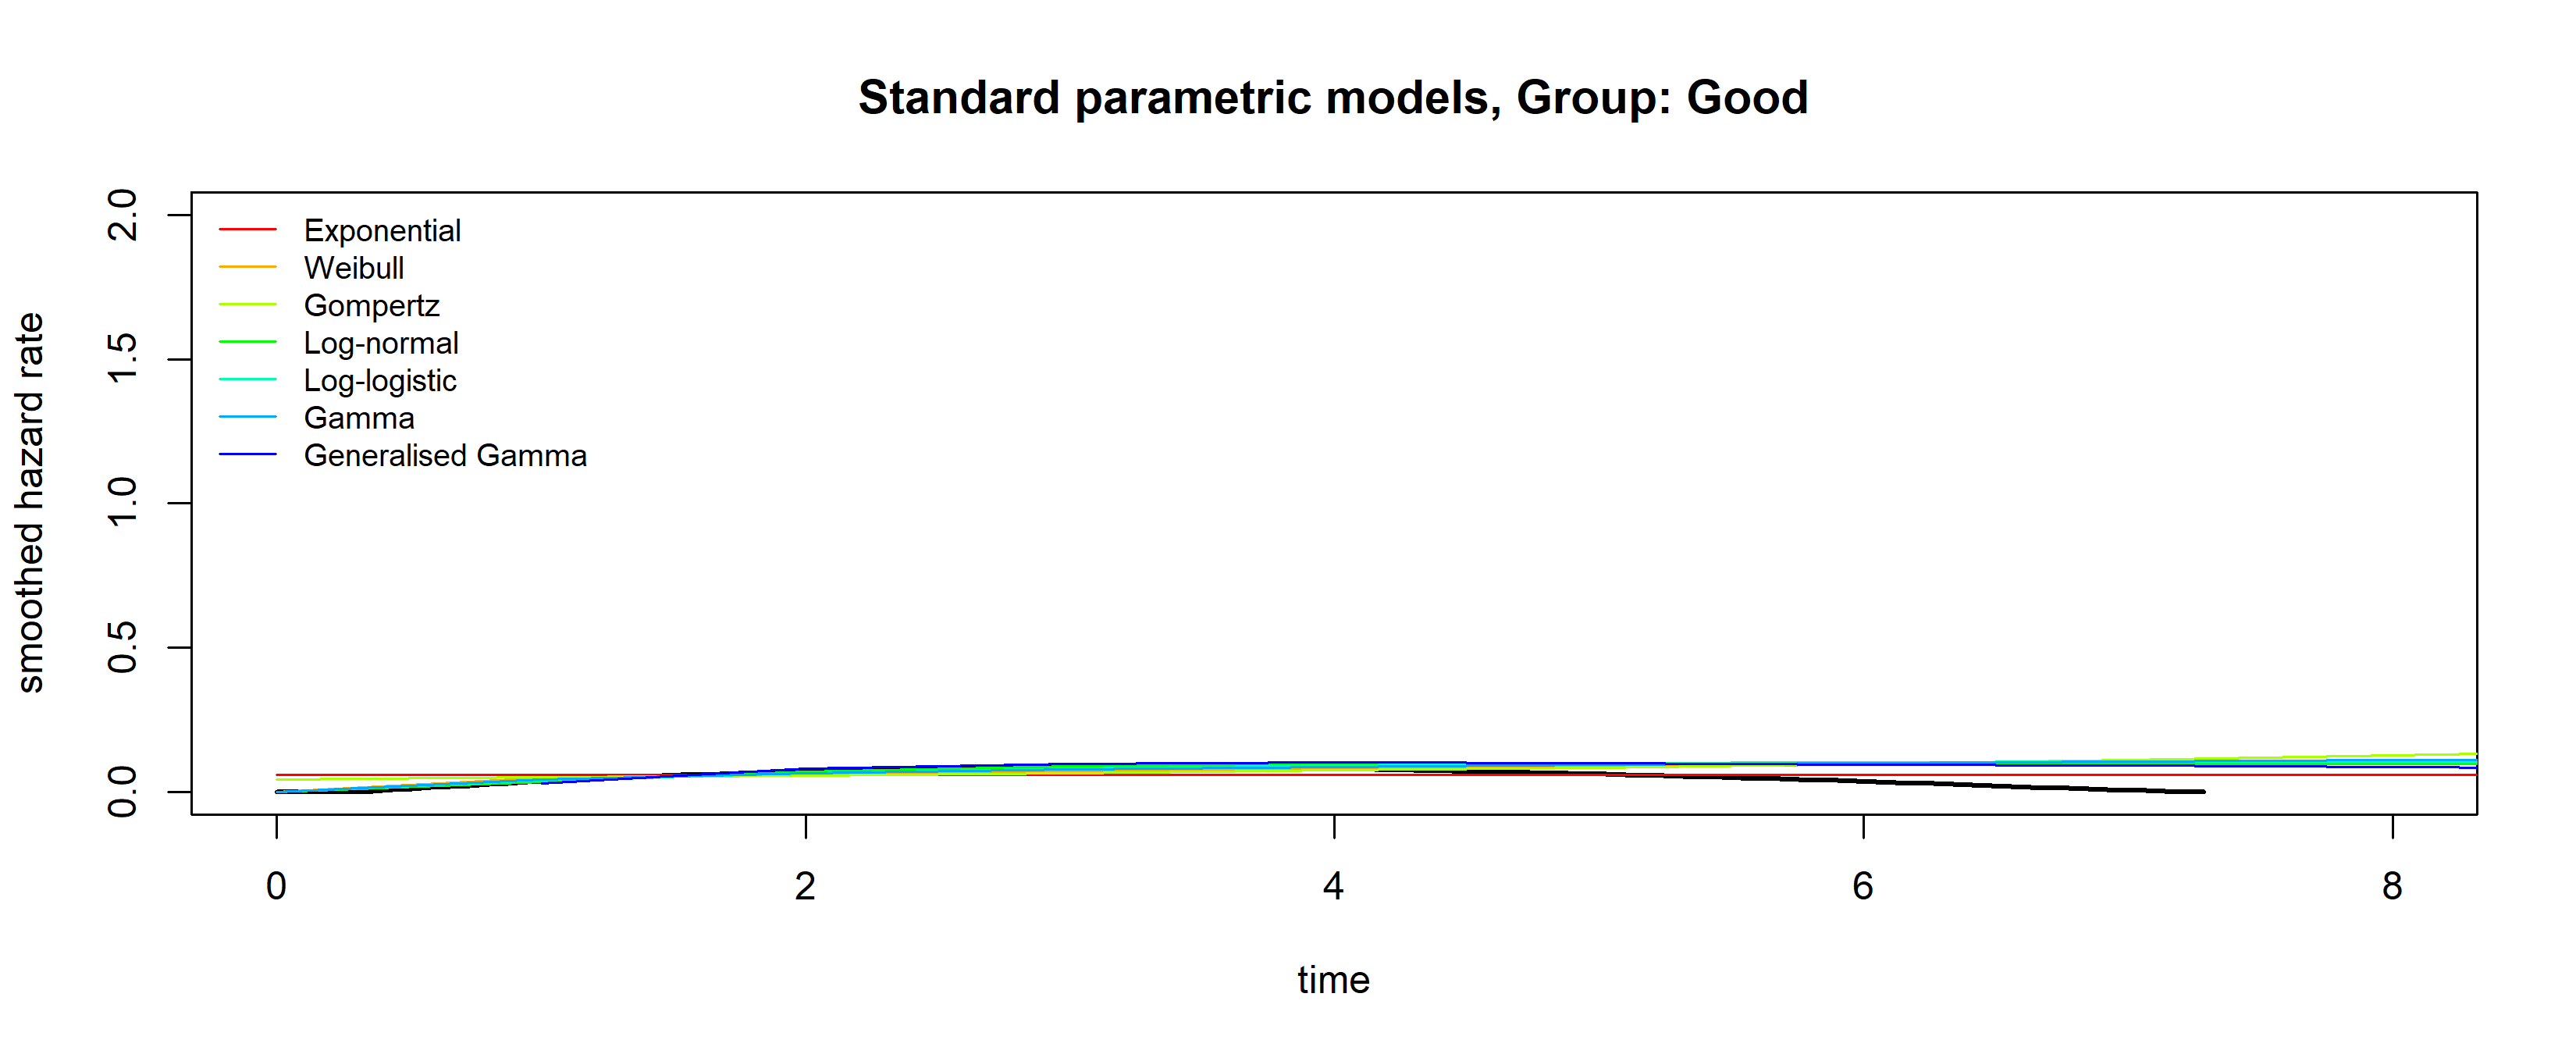 Standard parametric models, Group: Good
smoothed hazard rate
2.0
1.5
1.0
0.5
0.0
Exponential
Weibull
Gompertz
Log-normal
Log-logistic
Gamma
Generalised Gamma
0 2 4 6 8
time